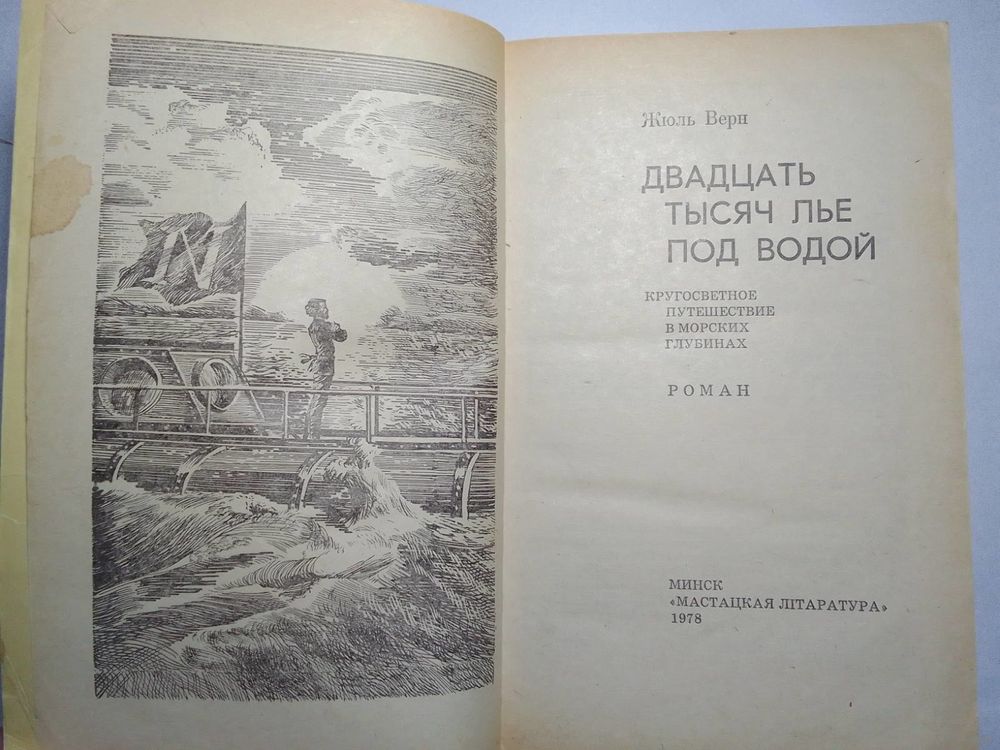 N
Жюль Верн
ДВАДЦАТЬ
ТЫСЯЧ ЛЬЕ
ПОД ВОДОЙ
КРУГОСВЕТНОЕ
ПУТЕШЕСТВИЕ
В МОРСКИХ
ГЛУБИНАХ
РОМАН
МИНСК
«МАСТАЦКАЯ ЛІТАРАТУРА»
1978